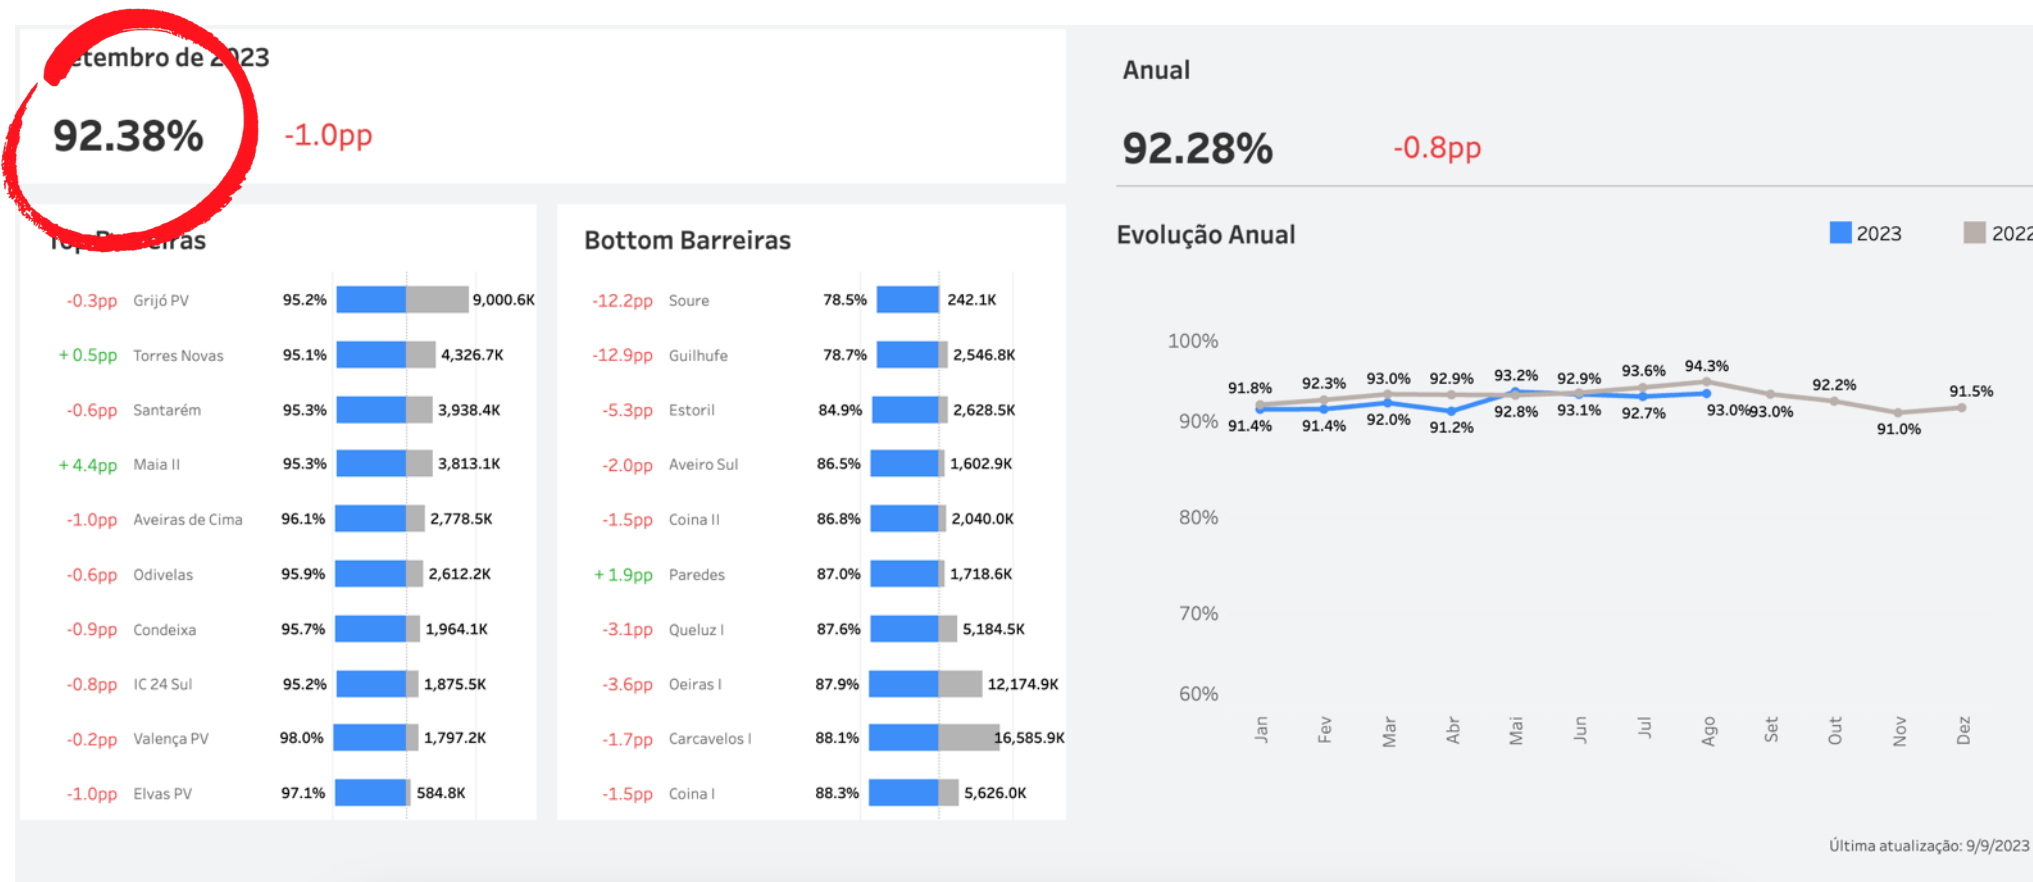 etembro de 2023
92.38% -1.0pp
Top Barreiras
-0.3pp Grijó PV 95.2% 9,000.6K
+ 0.5pp Torres Novas 95.1% 4,326.7K
-0.6pp Santarém 95.3% 3,938.4K
+ 4.4pp Maia II 95.3% 3,813.1K
-1.0pp Aveiras de Cima 96.1% 2,778.5K
-0.6pp Odivelas 95.9% 2,612.2K
-0.9pp Condeixa 95.7% 1,964.1K
-0.8pp IC 24 Sul 95.2% 1,875.5K
-0.2pp Valença PV 98.0% 1,797.2K
-1.0pp Elvas PV 97.1% 584.8K
Bottom Barreiras
-12.2pp Soure 78.5% 242.1K
-12.9pp Guilhufe 78.7% 2,546.8K
-5.3pp Estoril 84.9% 2,628.5K
-2.0pp Aveiro Sul 86.5% 1,602.9K
-1.5pp Coina II 86.8% 2,040.0K
+ 1.9pp Paredes 87.0% 1,718.6K
-3.1pp Queluz I 87.6% 5,184.5K
-3.6pp Oeiras I 87.9% 12,174.9K
-1.7pp Carcavelos I 88.1% 16,585.9K
-1.5pp Coina I 88.3% 5,626.0K
Anual
92.28% -0.8pp
Evolução Anual
2023 2022
100%
90%
80%
70%
60%
91.8% 92.3% 93.0% 92.9% 93.2% 92.9% 93.6% 94.3% 92.2% 91.5%
91.4% 91.4% 92.0% 91.2% 92.8% 93.1% 92.7% 93.0% 93.0% 91.0%
Jan Fev Mar Abr Mai Jun Jul Ago Set Out Nov Dez
Última atualização: 9/9/2023